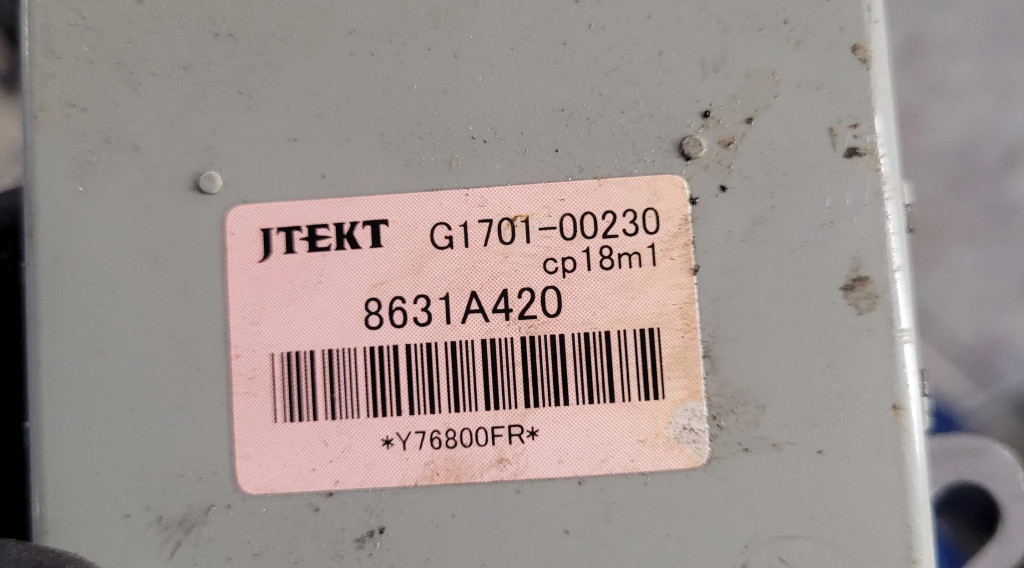 JTEKT G1701-00230
cp18m1
8631A420
*Y76800FR*